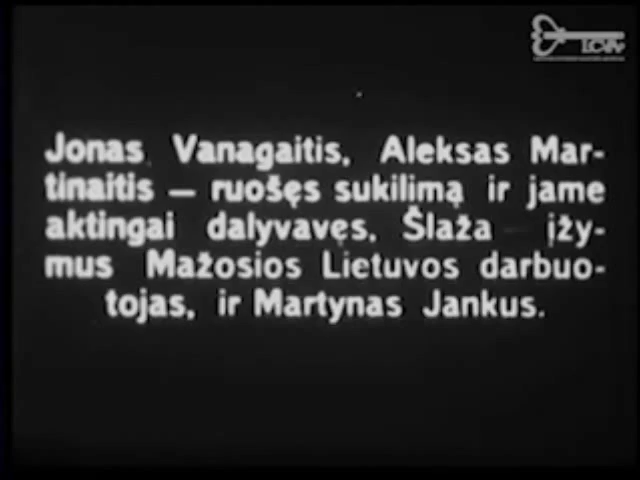 LCVA
Jonas Vanagaitis, Aleksas Mar-
tinaitis — ruošęs sukilimą ir jame
aktingai dalyvavęs, Šlaža įžy-
mus Mažosios Lietuvos darbuo-
tojas, ir Martynas Jankus.